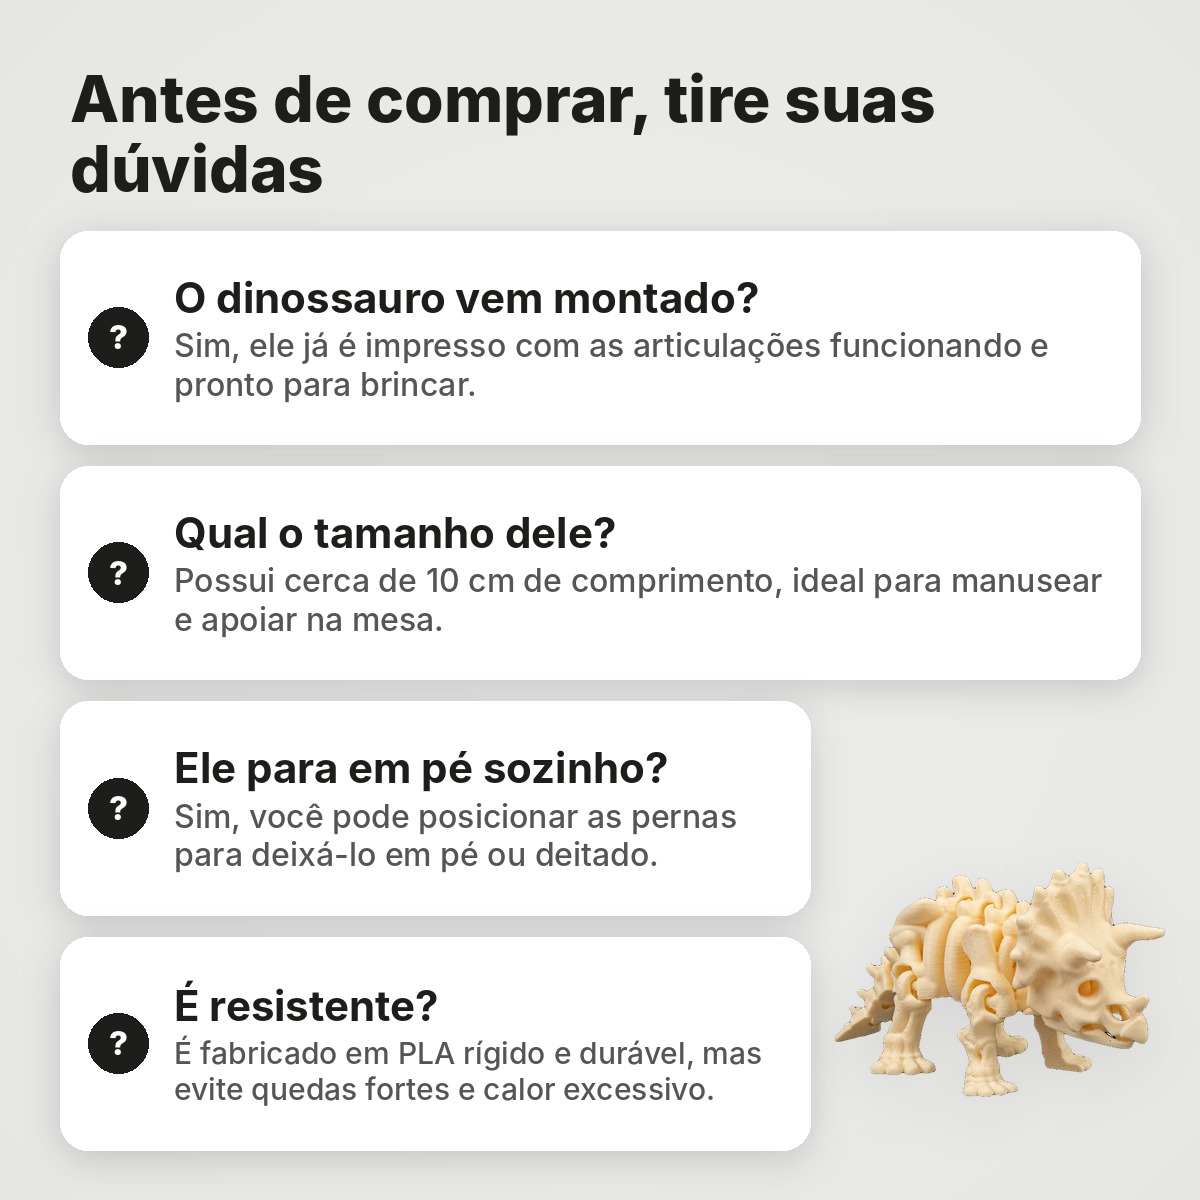 Antes de comprar, tire suas
dúvidas
?
O dinossauro vem montado?
Sim, ele já é impresso com as articulações funcionando e
pronto para brincar.
?
Qual o tamanho dele?
Possui cerca de 10 cm de comprimento, ideal para manusear
e apoiar na mesa.
?
Ele para em pé sozinho?
Sim, você pode posicionar as pernas
para deixá-lo em pé ou deitado.
?
É resistente?
É fabricado em PLA rígido e durável, mas
evite quedas fortes e calor excessivo.